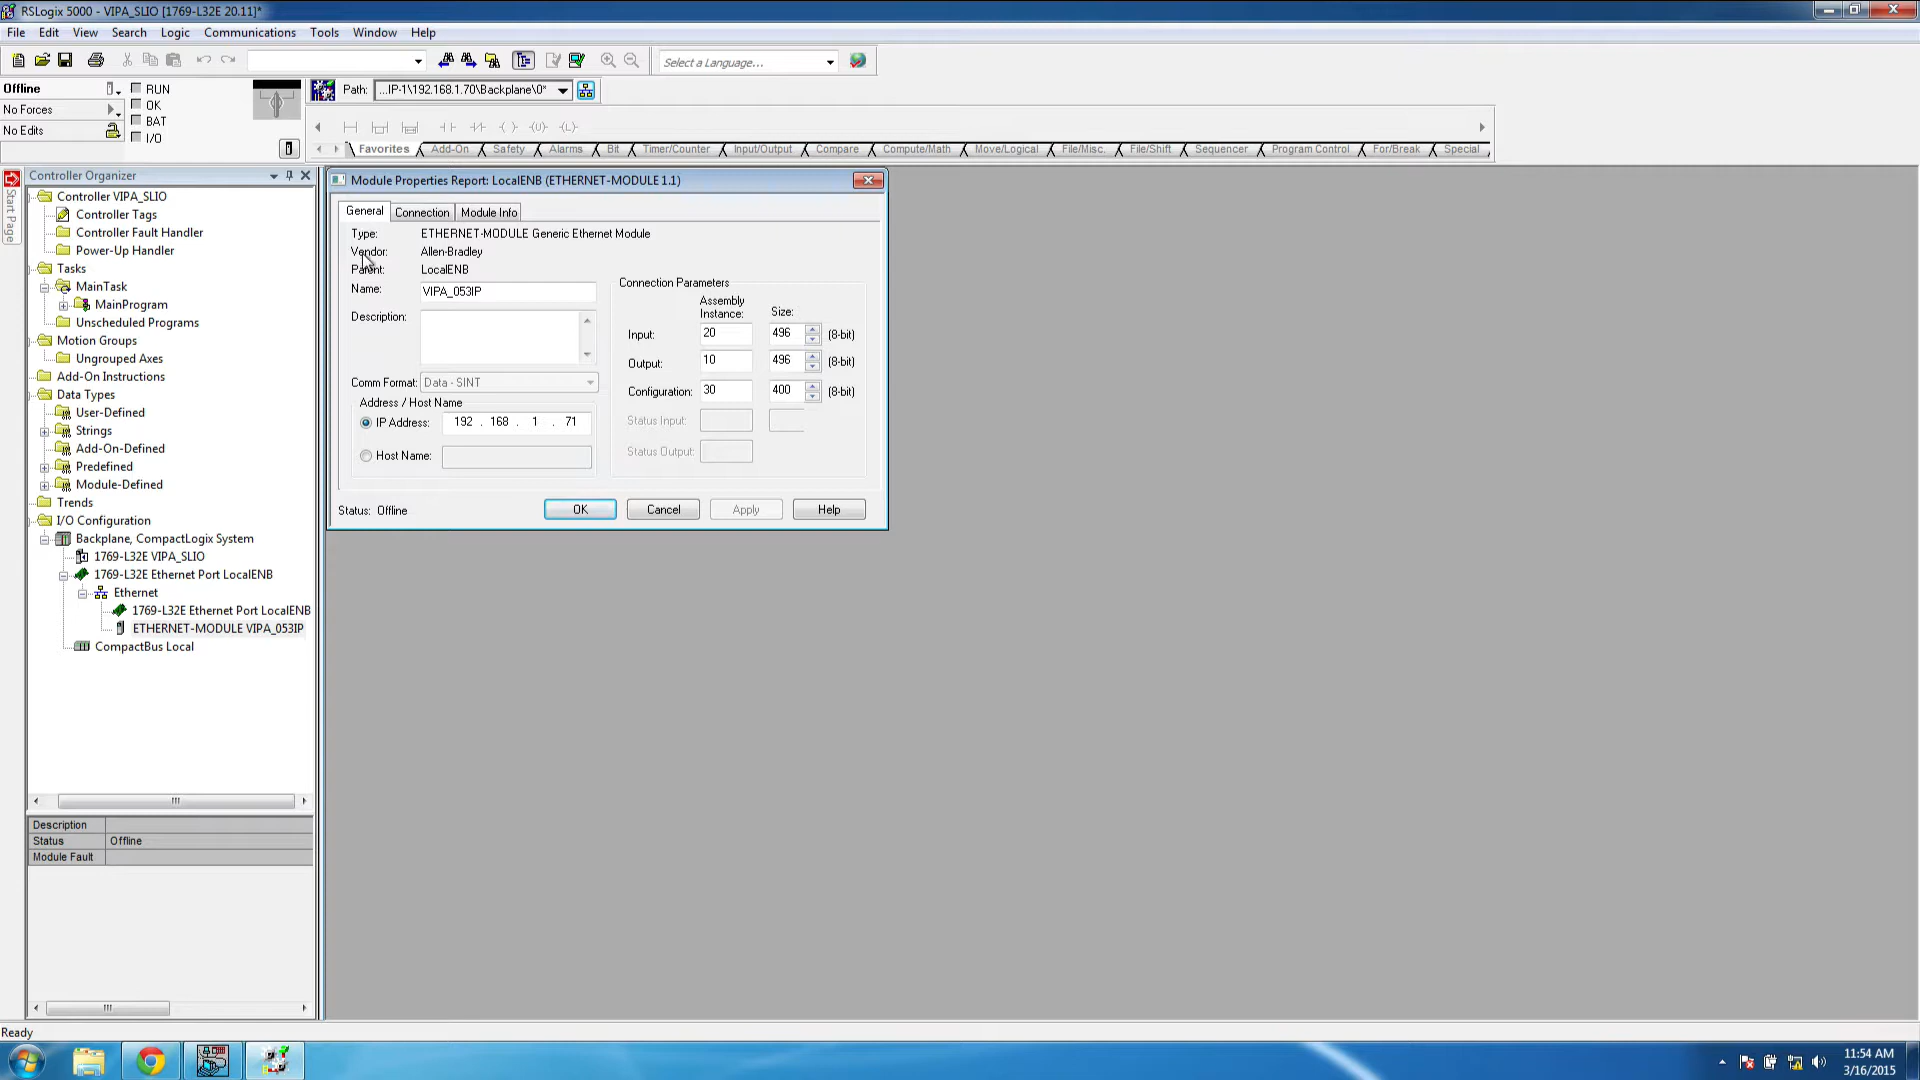 RSLogix 5000 - VIPA_SLIO [1769-L32E 20.11]*
File Edit View Search Logic Communications Tools Window Help
Select a Language...
Offline RUN
OK
No Forces
BAT
No Edits
I/O
Path: ...IP-1\192.168.1.70\Backplane\0*
Favorites Add-On Safety Alarms Bit Timer/Counter Input/Output Compare Compute/Math Move/Logical File/Misc. File/Shift Sequencer Program Control For/Break Special
Start Page
Controller Organizer
Controller VIPA_SLIO
Controller Tags
Controller Fault Handler
Power-Up Handler
Tasks
MainTask
MainProgram
Unscheduled Programs
Motion Groups
Ungrouped Axes
Add-On Instructions
Data Types
User-Defined
Strings
Add-On-Defined
Predefined
Module-Defined
Trends
I/O Configuration
Backplane, CompactLogix System
1769-L32E VIPA_SLIO
1769-L32E Ethernet Port LocalENB
Ethernet
1769-L32E Ethernet Port LocalENB
ETHERNET-MODULE VIPA_053IP
CompactBus Local
Description
Status Offline
Module Fault
Module Properties Report: LocalENB (ETHERNET-MODULE 1.1)
General Connection Module Info
Type: ETHERNET-MODULE Generic Ethernet Module
Vendor: Allen-Bradley
Parent: LocalENB
Name: VIPA_053IP
Description:
Comm Format: Data - SINT
Address / Host Name
IP Address: 192 . 168 . 1 . 71
Host Name:
Connection Parameters
Assembly
Instance: Size:
Input: 20 496 (8-bit)
Output: 10 496 (8-bit)
Configuration: 30 400 (8-bit)
Status Input:
Status Output:
Status: Offline OK Cancel Apply Help
Ready
11:54 AM
3/16/2015